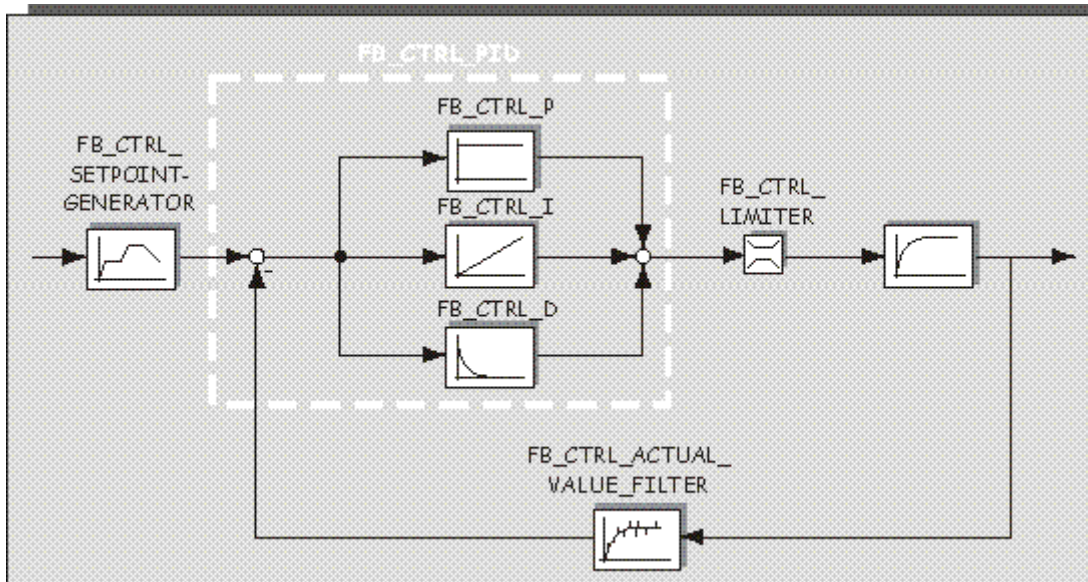 FB_CTRL_PID
FB_CTRL_P
FB_CTRL_
SETPOINT-
GENERATOR
FB_CTRL_I
FB_CTRL_
LIMITER
FB_CTRL_D
FB_CTRL_ACTUAL_
VALUE_FILTER